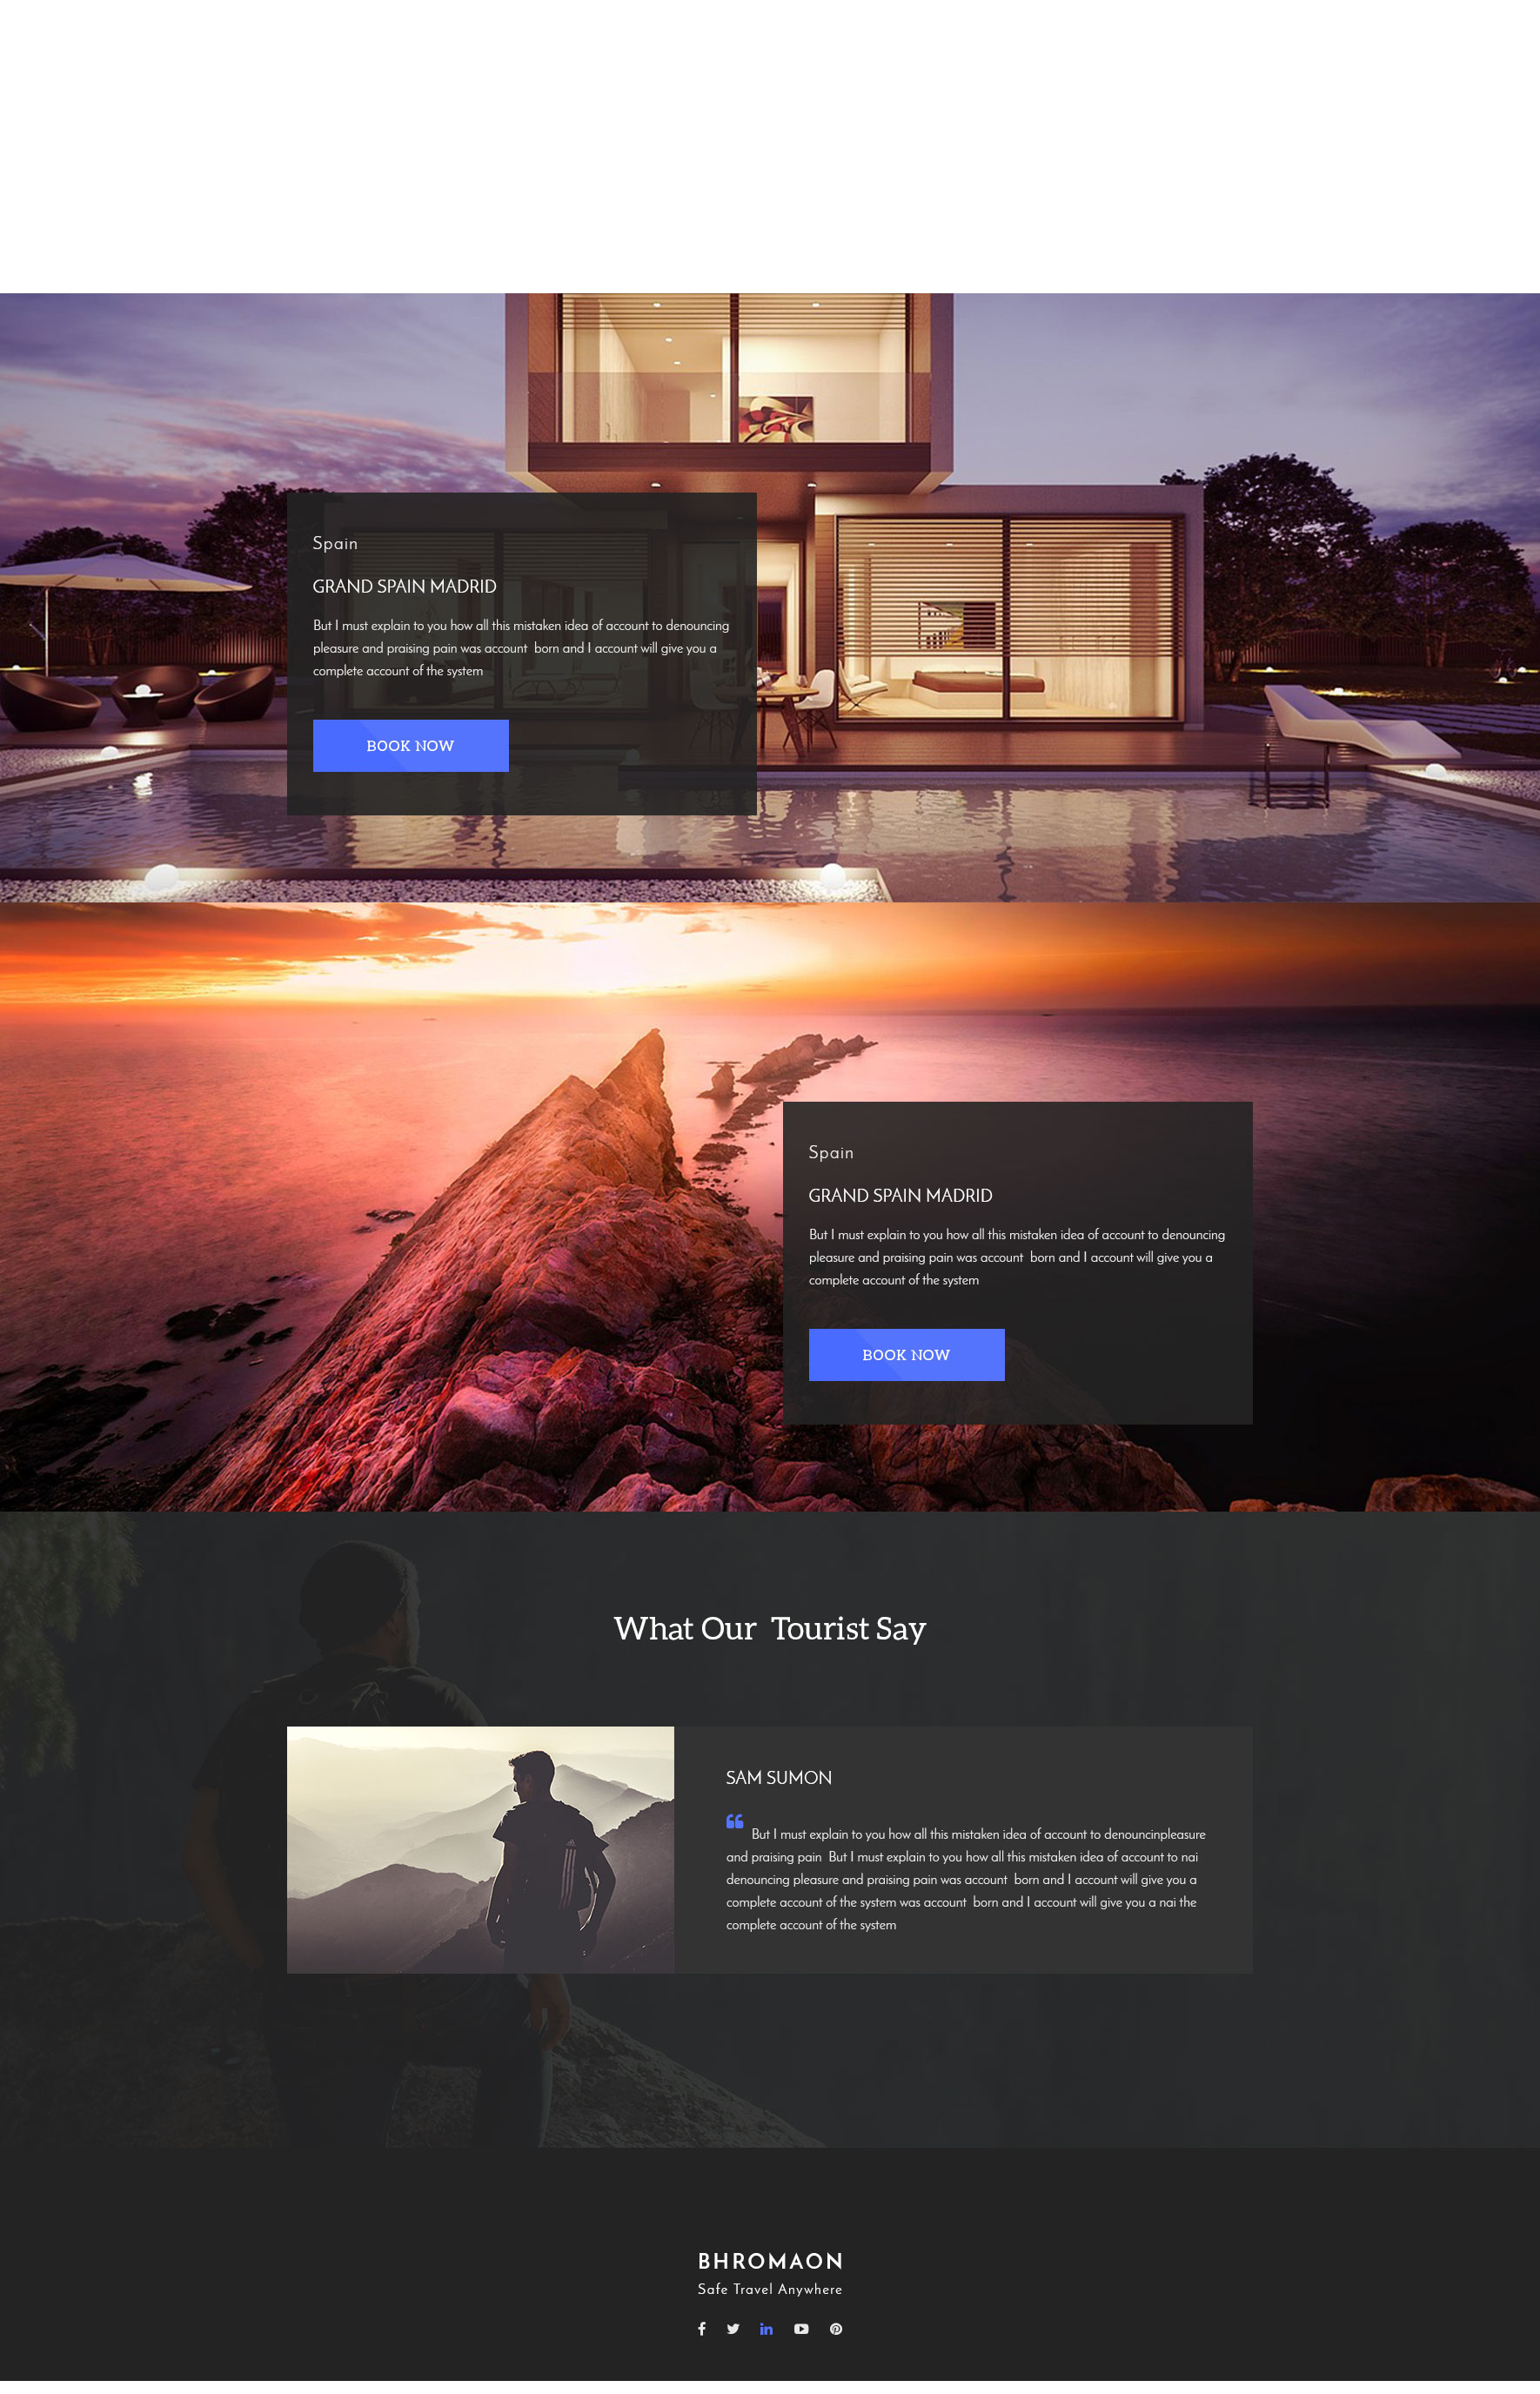 Spain
GRAND SPAIN MADRID
But I must explain to you how all this mistaken idea of account to denouncing
pleasure and praising pain was account  born and I account will give you a
complete account of the system
BOOK NOW
Spain
GRAND SPAIN MADRID
But I must explain to you how all this mistaken idea of account to denouncing
pleasure and praising pain was account  born and I account will give you a
complete account of the system
BOOK NOW
What Our  Tourist Say
SAM SUMON
But I must explain to you how all this mistaken idea of account to denouncinpleasure
and praising pain  But I must explain to you how all this mistaken idea of account to nai
denouncing pleasure and praising pain was account  born and I account will give you a
complete account of the system was account  born and I account will give you a nai the
complete account of the system
BHROMAON
Safe Travel Anywhere